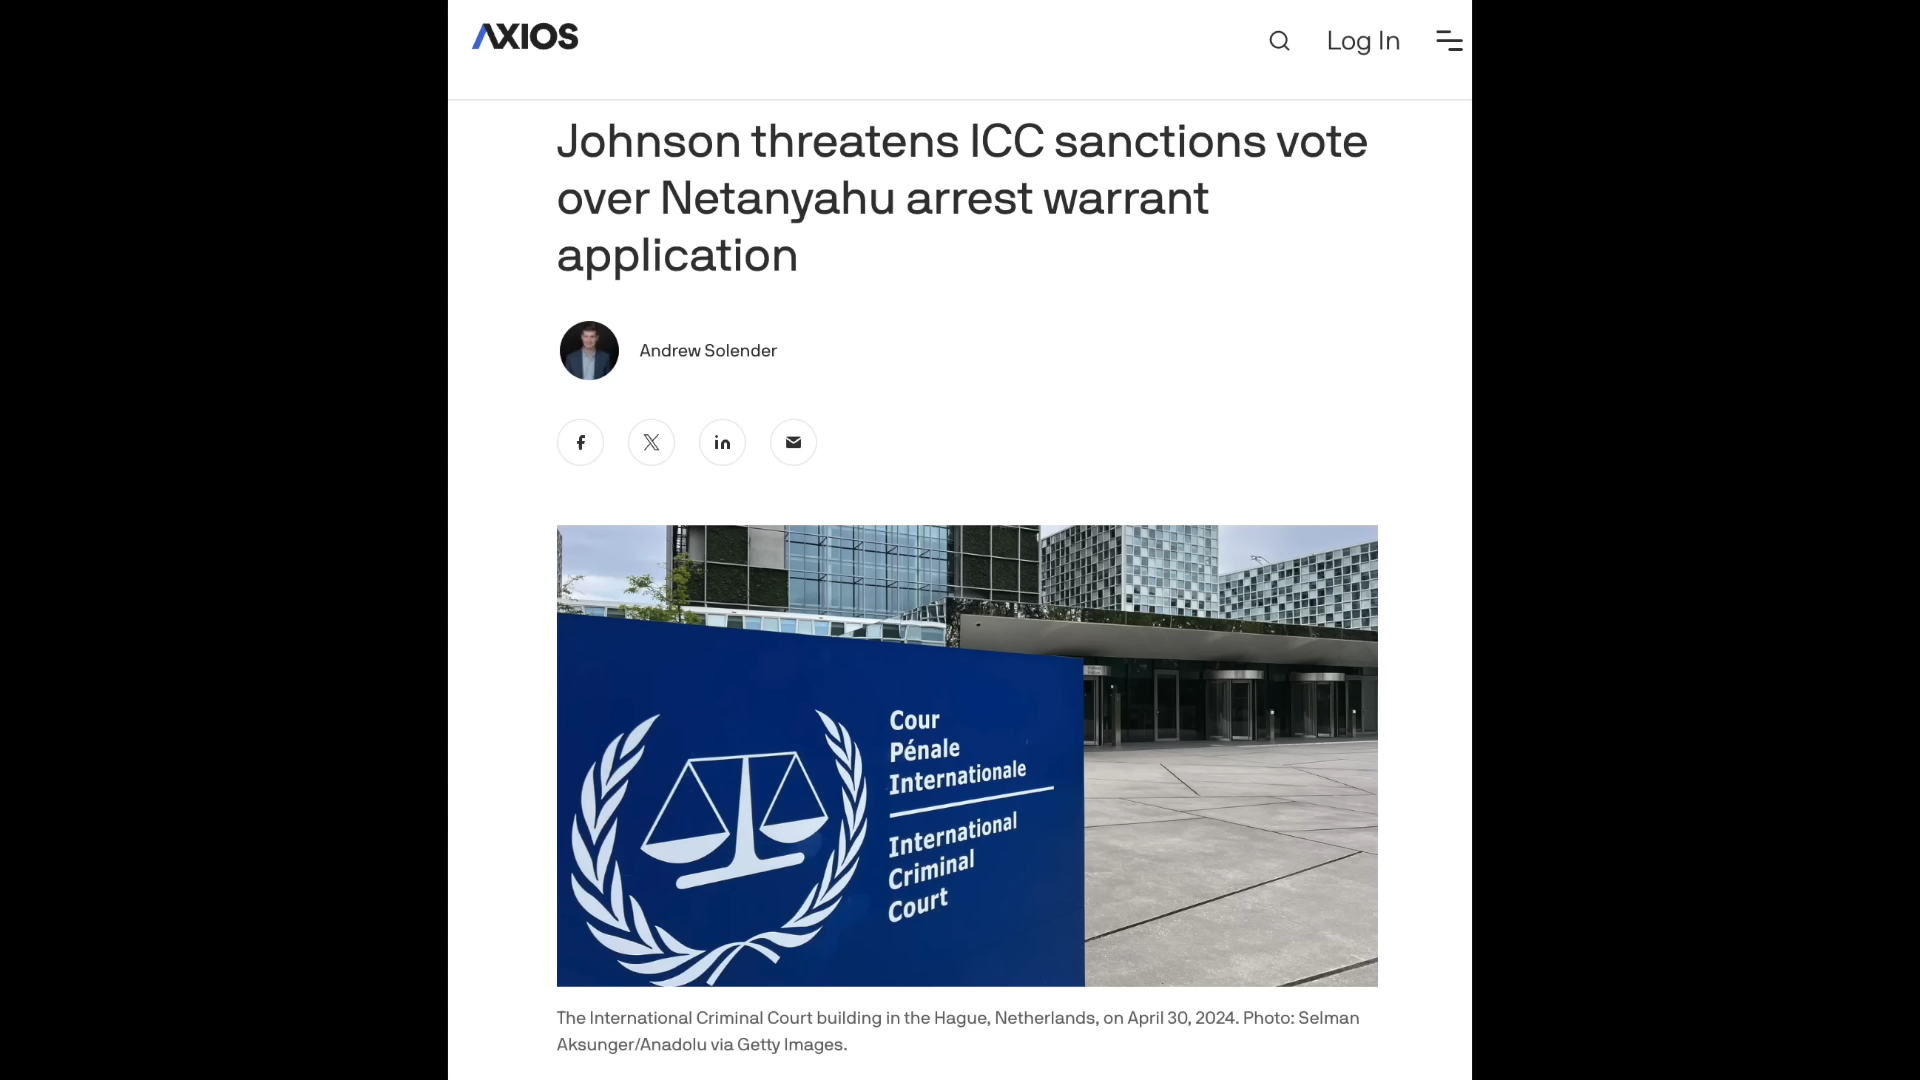 AXIOS
Log In
Johnson threatens ICC sanctions vote
over Netanyahu arrest warrant
application
Andrew Solender
Cour
Pénale
Internationale
International
Criminal
Court
The International Criminal Court building in the Hague, Netherlands, on April 30, 2024. Photo: Selman
Aksunger/Anadolu via Getty Images.